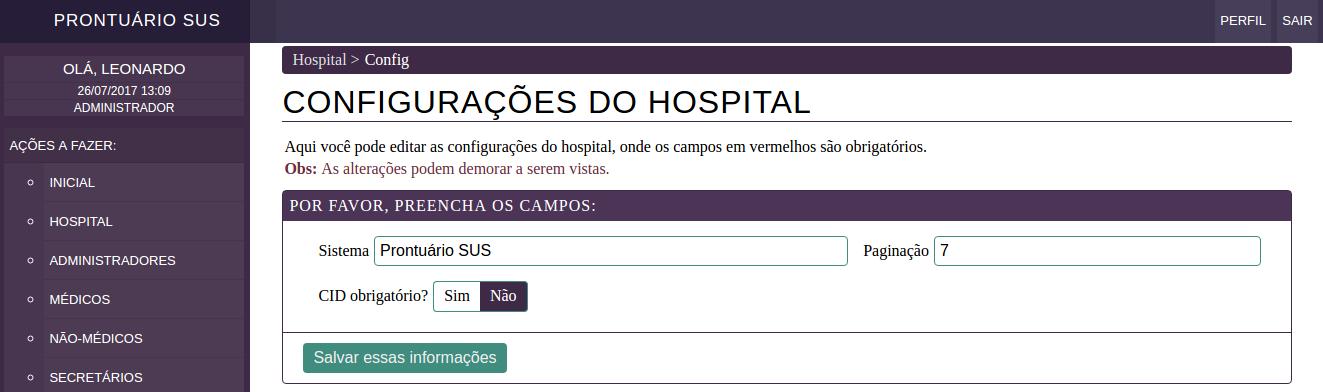 PRONTUÁRIO SUS
PERFIL SAIR
OLÁ, LEONARDO
26/07/2017 13:09
ADMINISTRADOR
AÇÕES A FAZER:
INICIAL
HOSPITAL
ADMINISTRADORES
MÉDICOS
NÃO-MÉDICOS
SECRETÁRIOS
Hospital > Config
CONFIGURAÇÕES DO HOSPITAL
Aqui você pode editar as configurações do hospital, onde os campos em vermelhos são obrigatórios.
Obs: As alterações podem demorar a serem vistas.
POR FAVOR, PREENCHA OS CAMPOS:
Sistema Prontuário SUS Paginação 7
CID obrigatório? Sim Não
Salvar essas informações